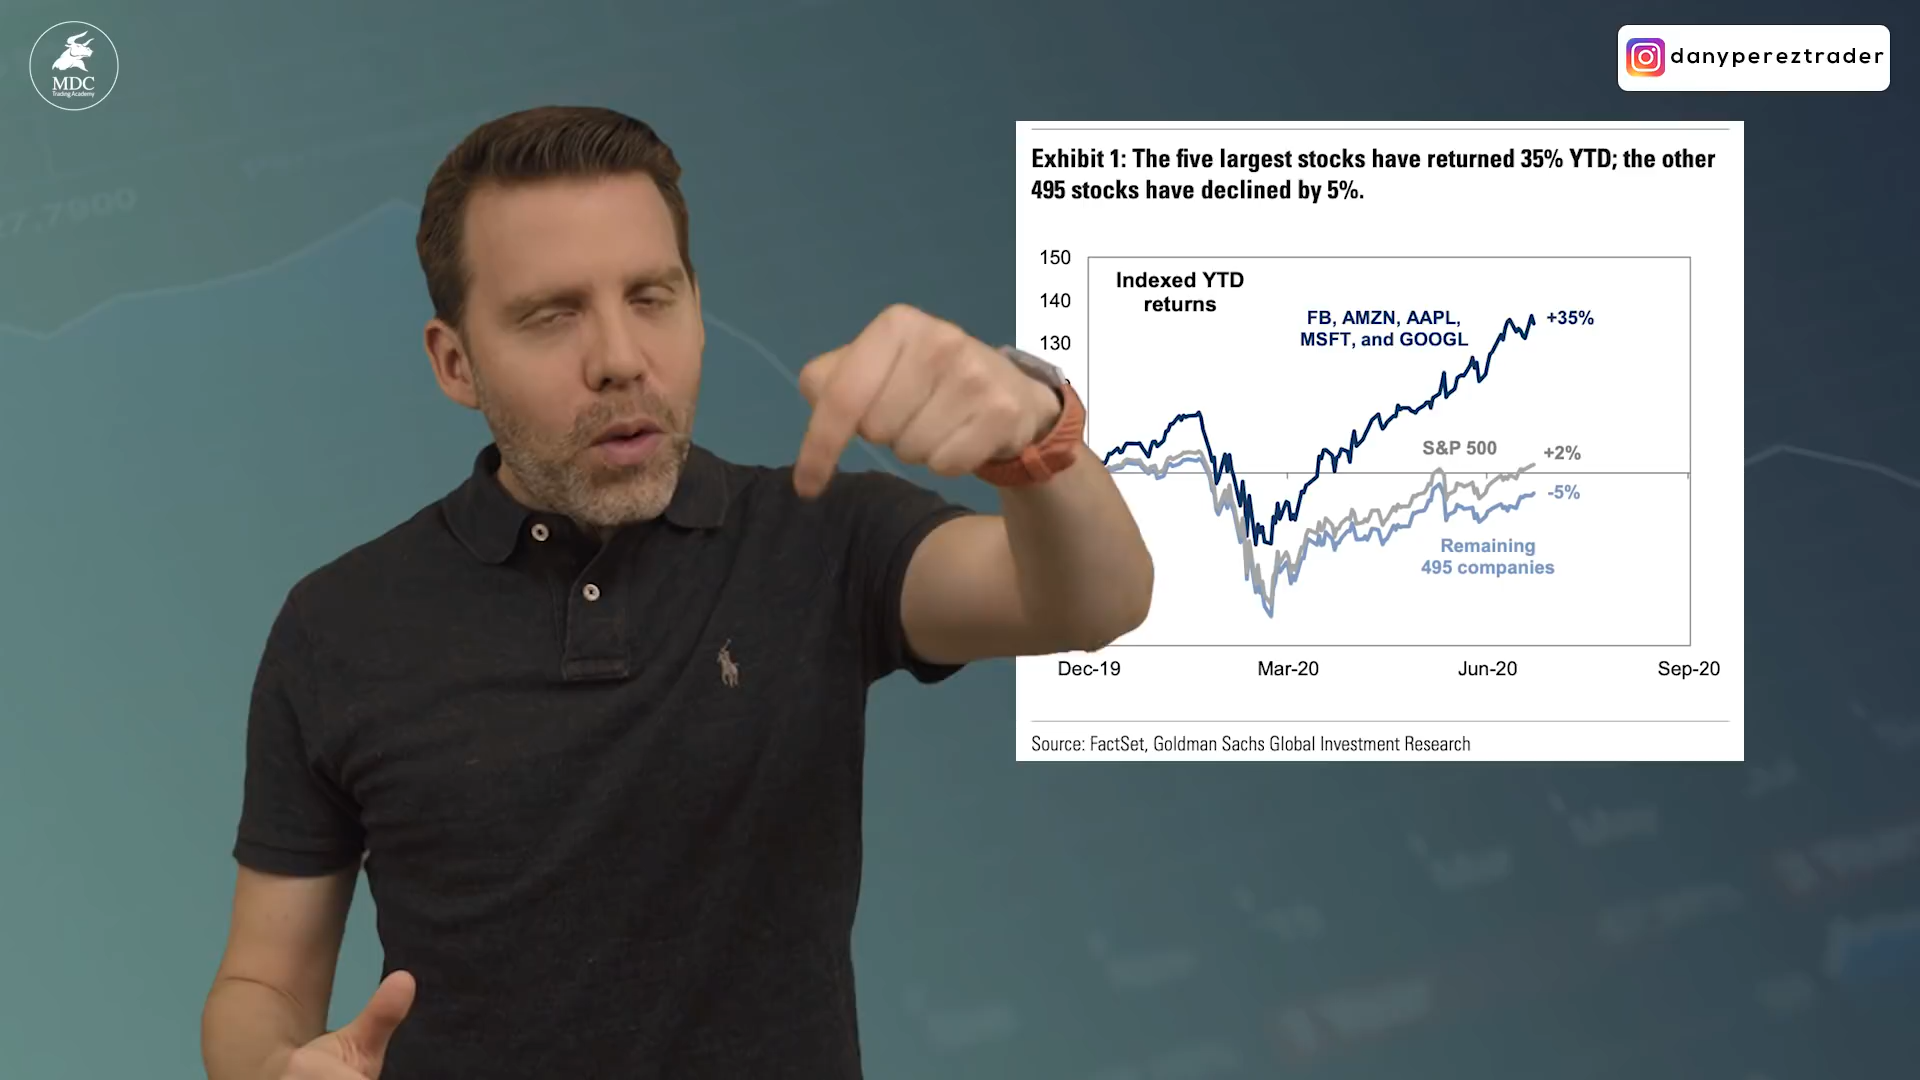 MDC
Trading Academy
danypereztrader
Exhibit 1: The five largest stocks have returned 35% YTD; the other
495 stocks have declined by 5%.
150
140
130
Indexed YTD
returns
FB, AMZN, AAPL,
MSFT, and GOOGL
+35%
S&P 500
+2%
-5%
Remaining
495 companies
Dec-19
Mar-20
Jun-20
Sep-20
Source: FactSet, Goldman Sachs Global Investment Research